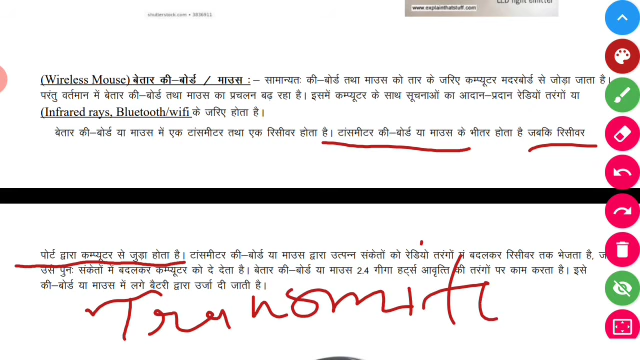 shutterstock.com • 3836911
www.explainthatstuff.com
LED light emitter
(Wireless Mouse) बेतार की–बोर्ड / माउस :– सामान्यतः की–बोर्ड तथा माउस को तार के जरिए कम्प्यूटर मदरबोर्ड से जोड़ा जाता है।
परंतु वर्तमान में बेतार की–बोर्ड तथा माउस का प्रचलन बढ़ रहा है। इसमें कम्प्यूटर के साथ सूचनाओं का आदान–प्रदान रेडियों तरंगों या
(Infrared rays, Bluetooth/wifi के जरिए होता है।
बेतार की–बोर्ड या माउस में एक टांसमीटर तथा एक रिसीवर होता है। टांसमीटर की–बोर्ड या माउस के भीतर होता है जबकि रिसीवर
पोर्ट द्वारा कम्प्यूटर से जुड़ा होता है। टांसमीटर की–बोर्ड या माउस द्वारा उत्पन्न संकेतों को रेडियो तरंगों में बदलकर रिसीवर तक भेजता है, ज
उसे पुनः संकेतों में बदलकर कम्प्यूटर को दे देता है। बेतार की–बोर्ड या माउस 2.4 गीगा हर्ट्स आवृत्ति की तरंगों पर काम करता है। इसे
की–बोर्ड या माउस में लगे बैटरी द्वारा उर्जा दी जाती है।